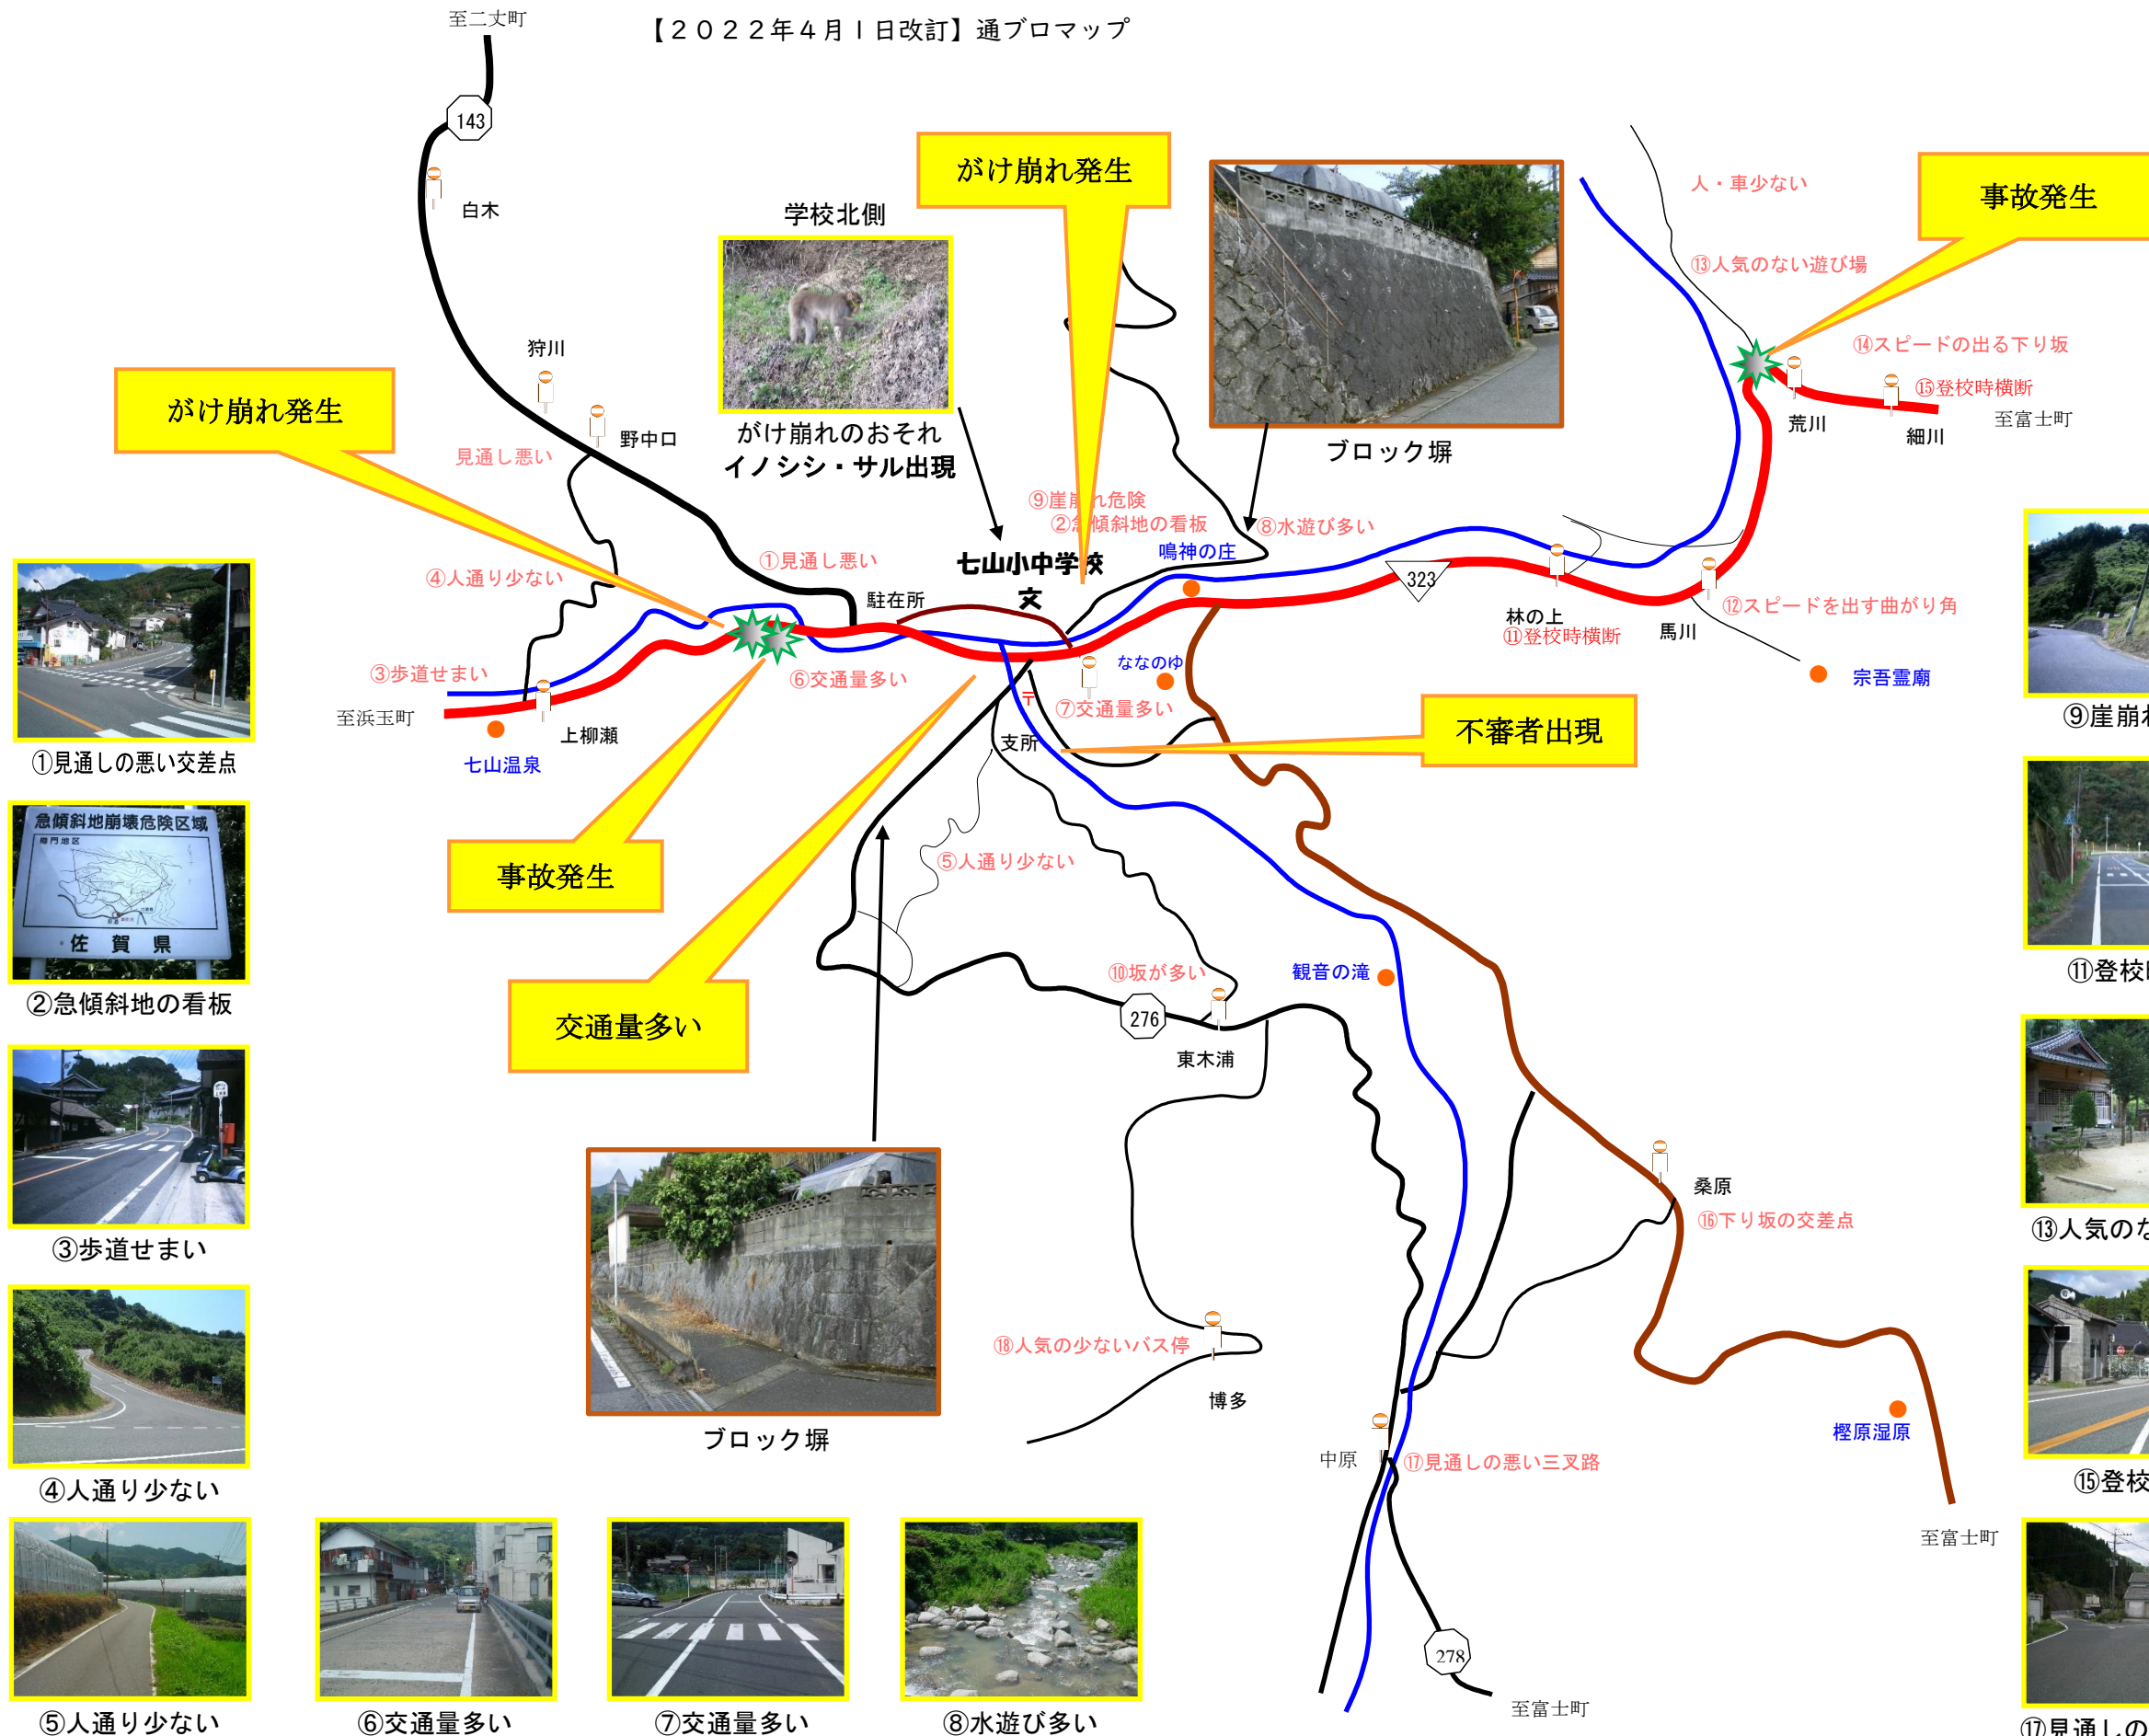 【２０２２年４月１日改訂】通ブロマップ
至二丈町
143
白木
狩川
野中口
見通し悪い
がけ崩れ発生
学校北側
がけ崩れのおそれ
イノシシ・サル出現
がけ崩れ発生
ブロック塀
人・車少ない
⑬人気のない遊び場
事故発生
⑭スピードの出る下り坂
⑮登校時横断
至富士町
荒川
細川
⑨崖崩れ危険
②急傾斜地の看板
⑧水遊び多い
鳴神の庄
七山小中学校
文
①見通し悪い
④人通り少ない
駐在所
323
林の上
⑪登校時横断
馬川
⑫スピードを出す曲がり角
宗吾霊廟
③歩道せまい
至浜玉町
上柳瀬
七山温泉
⑥交通量多い
ななのゆ
〒
⑦交通量多い
支所
不審者出現
事故発生
交通量多い
⑤人通り少ない
⑩坂が多い
276
東木浦
観音の滝
桑原
⑯下り坂の交差点
ブロック塀
⑱人気の少ないバス停
博多
中原
⑰見通しの悪い三叉路
樫原湿原
至富士町
278
至富士町
①見通しの悪い交差点
急傾斜地崩壊危険区域
佐賀県
②急傾斜地の看板
③歩道せまい
④人通り少ない
⑤人通り少ない
⑥交通量多い
⑦交通量多い
⑧水遊び多い
⑨崖崩
⑪登校
⑬人気の
⑮登校
⑰見通しの